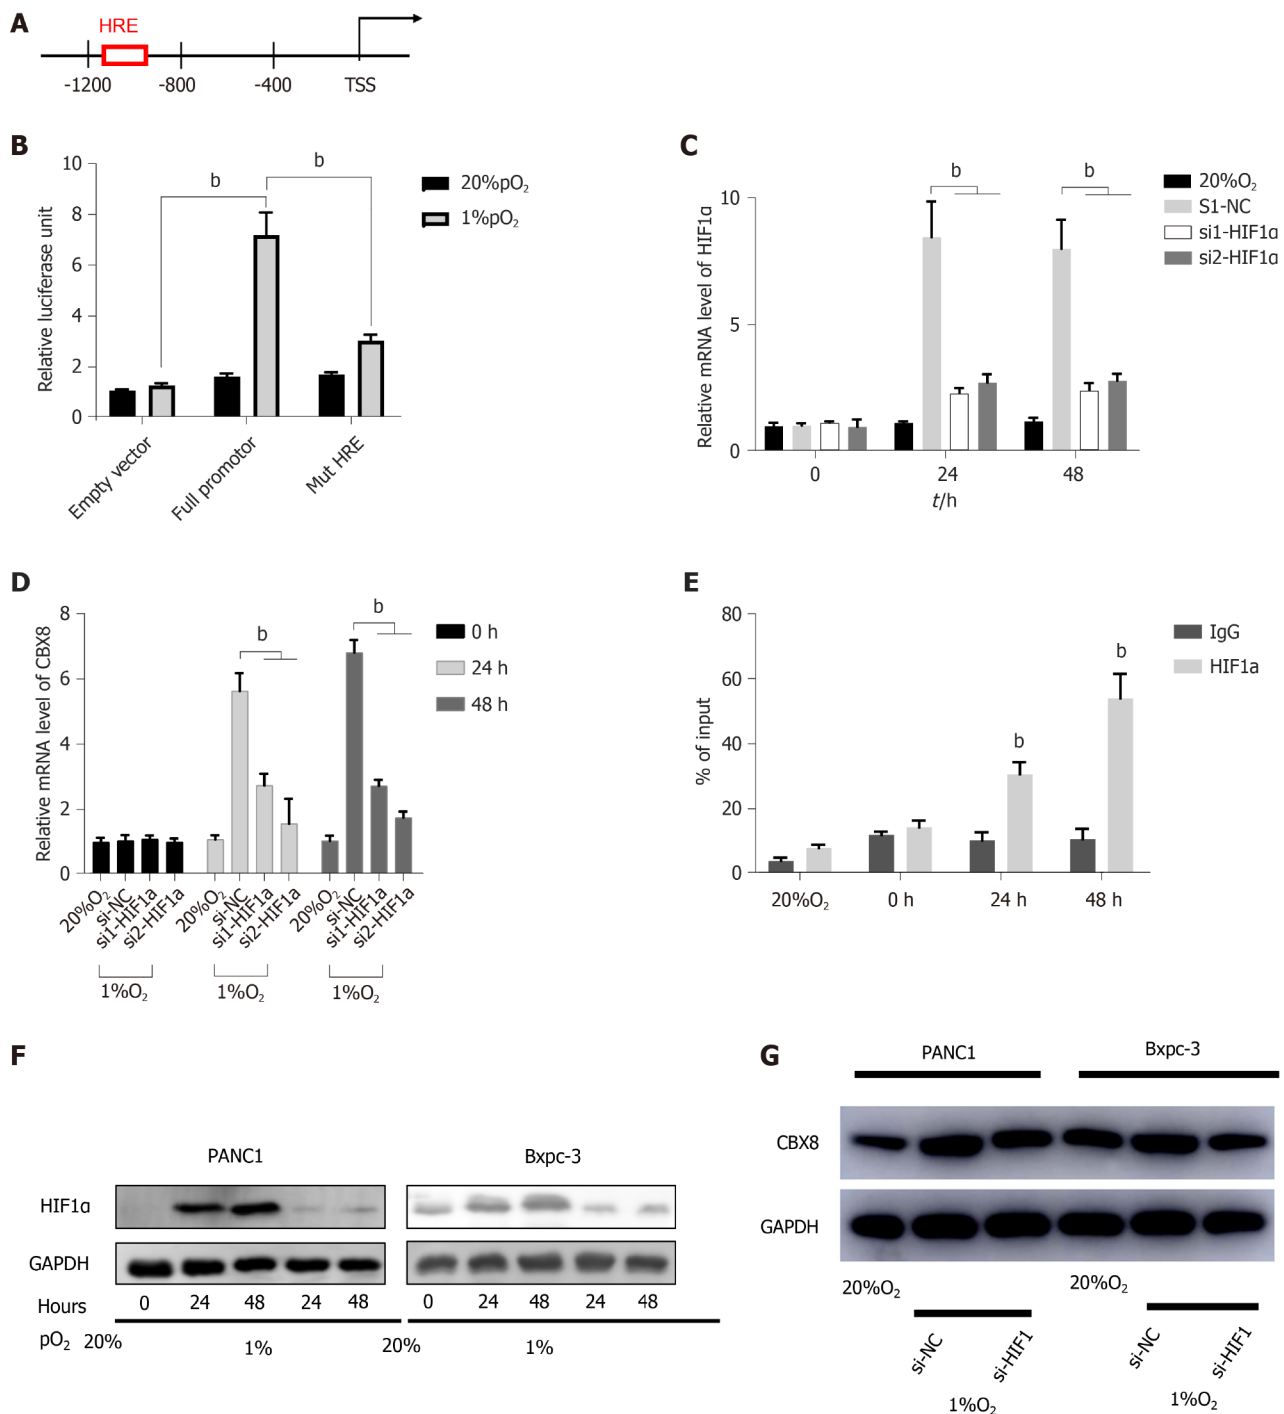 A
HRE
-1200 -800 -400 TSS
B
b b
10
8
6
4
2
0
Relative luciferase unit
20%pO2
1%pO2
Empty vector Full promotor Mut HRE
C
b b
10
5
0
Relative mRNA level of HIF1α
20%O2
S1-NC
si1-HIF1α
si2-HIF1α
0 24 48
t/h
D
b b
8
6
4
2
0
Relative mRNA level of CBX8
0 h
24 h
48 h
20%O2 si-NC si1-HIF1a si2-HIF1a 20%O2 si-NC si1-HIF1a si2-HIF1a 20%O2 si-NC si1-HIF1a si2-HIF1a
1%O2 1%O2 1%O2
E
b b
80
60
40
20
0
% of input
IgG
HIF1a
20%O2 0 h 24 h 48 h
F
PANC1 Bxpc-3
HIF1α
GAPDH
Hours 0 24 48 24 48 0 24 48 24 48
pO2 20% 1% 20% 1%
G
PANC1 Bxpc-3
CBX8
GAPDH
20%O2 20%O2
si-NC si-HIF1 si-NC si-HIF1
1%O2 1%O2